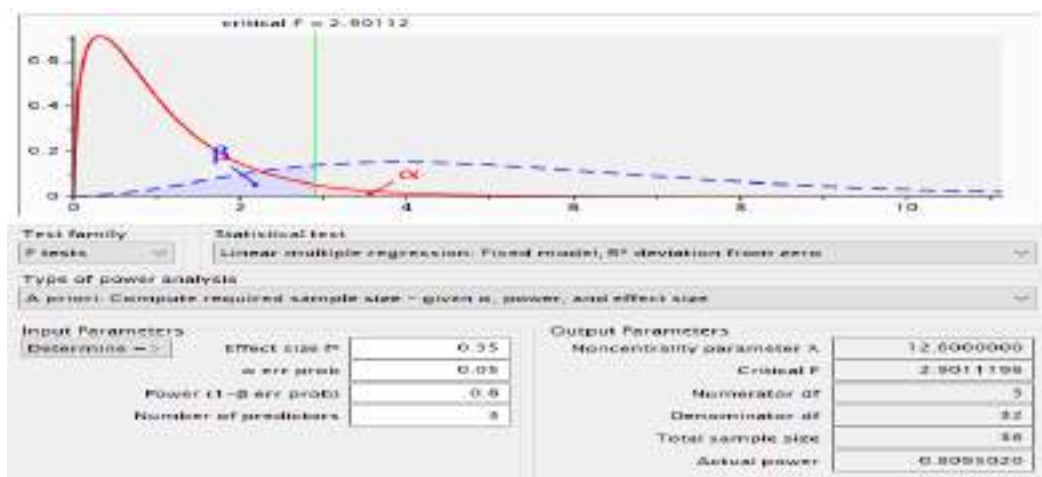 critical F = 2.90112
0.6
0.4
0.2
0
β
α
0 2 4 6 8 10
Test family Statistical test
F tests Linear multiple regression: Fixed model, R² deviation from zero
Type of power analysis
A priori: Compute required sample size - given α, power, and effect size
Input Parameters Output Parameters
Determine => Effect size f² 0.35 Noncentrality parameter λ 12.6000000
α err prob 0.05 Critical F 2.9011196
Power (1-β err prob) 0.8 Numerator df 3
Number of predictors 3 Denominator df 32
Total sample size 36
Actual power 0.8095020